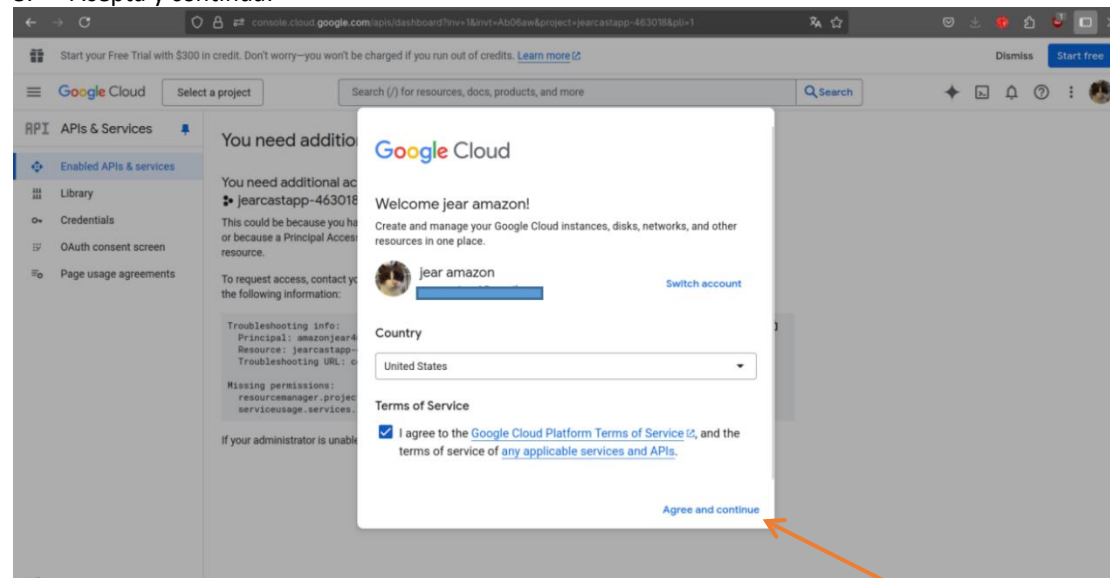 Acepta y continúa.
console.cloud.google.com/apis/dashboard?inv=1&invt=Ab06aw&project=jearcastapp-463018&pli=1
Start your Free Trial with $300 in credit. Don't worry—you won't be charged if you run out of credits. Learn more
Dismiss
Start free
Google Cloud
Select a project
Search (/) for resources, docs, products, and more
Search
API APIs & Services
Enabled APIs & services
Library
Credentials
OAuth consent screen
Page usage agreements
You need additio
You need additional ac
jearcastapp-463018
This could be because you ha
or because a Principal Access
resource.
To request access, contact yo
the following information:
Troubleshooting info:
Principal: amazonjear4
Resource: jearcastapp-
Troubleshooting URL: c
Missing permissions:
resourcemanager.projec
serviceusage.services.
If your administrator is unable
Google Cloud
Welcome jear amazon!
Create and manage your Google Cloud instances, disks, networks, and other
resources in one place.
jear amazon
Switch account
Country
United States
Terms of Service
I agree to the Google Cloud Platform Terms of Service, and the
terms of service of any applicable services and APIs.
Agree and continue